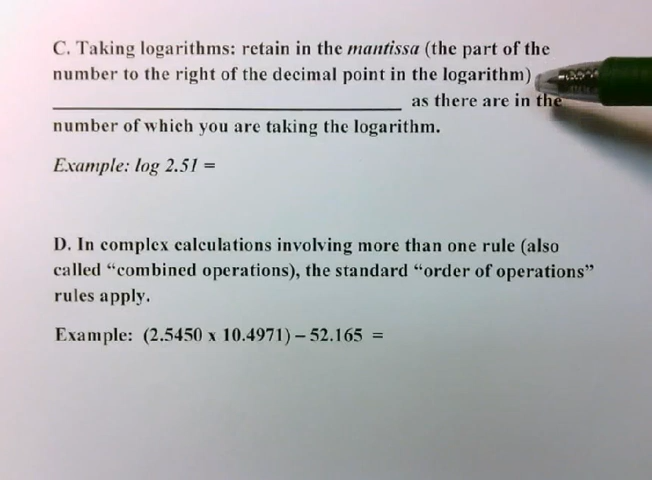 C. Taking logarithms: retain in the mantissa (the part of the
number to the right of the decimal point in the logarithm)
as there are in the
number of which you are taking the logarithm.
Example: log 2.51 =
D. In complex calculations involving more than one rule (also
called “combined operations), the standard “order of operations”
rules apply.
Example: (2.5450 x 10.4971) – 52.165 =